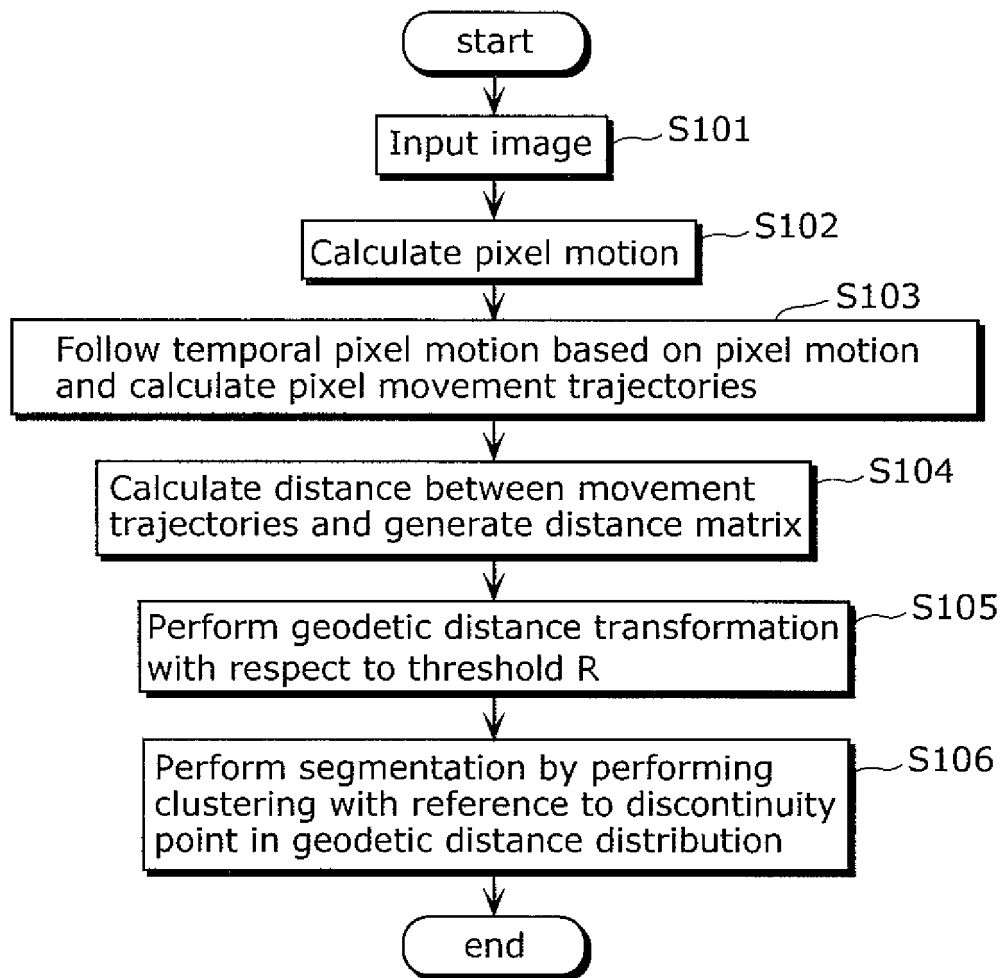 start
Input image
S101
Calculate pixel motion
S102
S103
Follow temporal pixel motion based on pixel motion
and calculate pixel movement trajectories
Calculate distance between movement
trajectories and generate distance matrix
S104
Perform geodetic distance transformation
with respect to threshold R
S105
Perform segmentation by performing
clustering with reference to discontinuity
point in geodetic distance distribution
S106
end